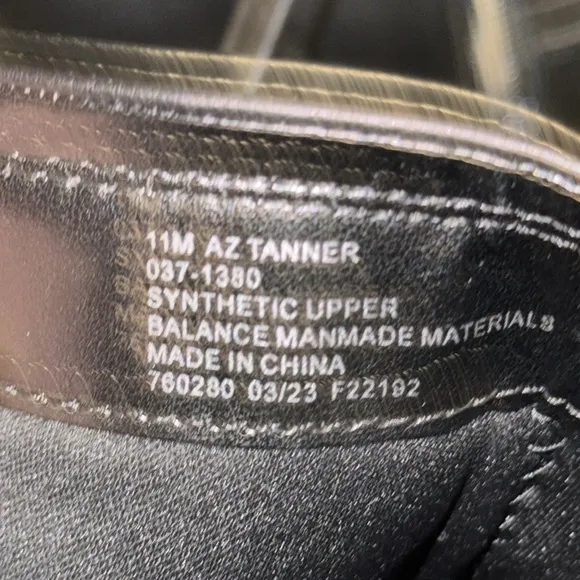 11M AZ TANNER
037-1380
SYNTHETIC UPPER
BALANCE MANMADE MATERIALS
MADE IN CHINA
760280 03/23 F22192